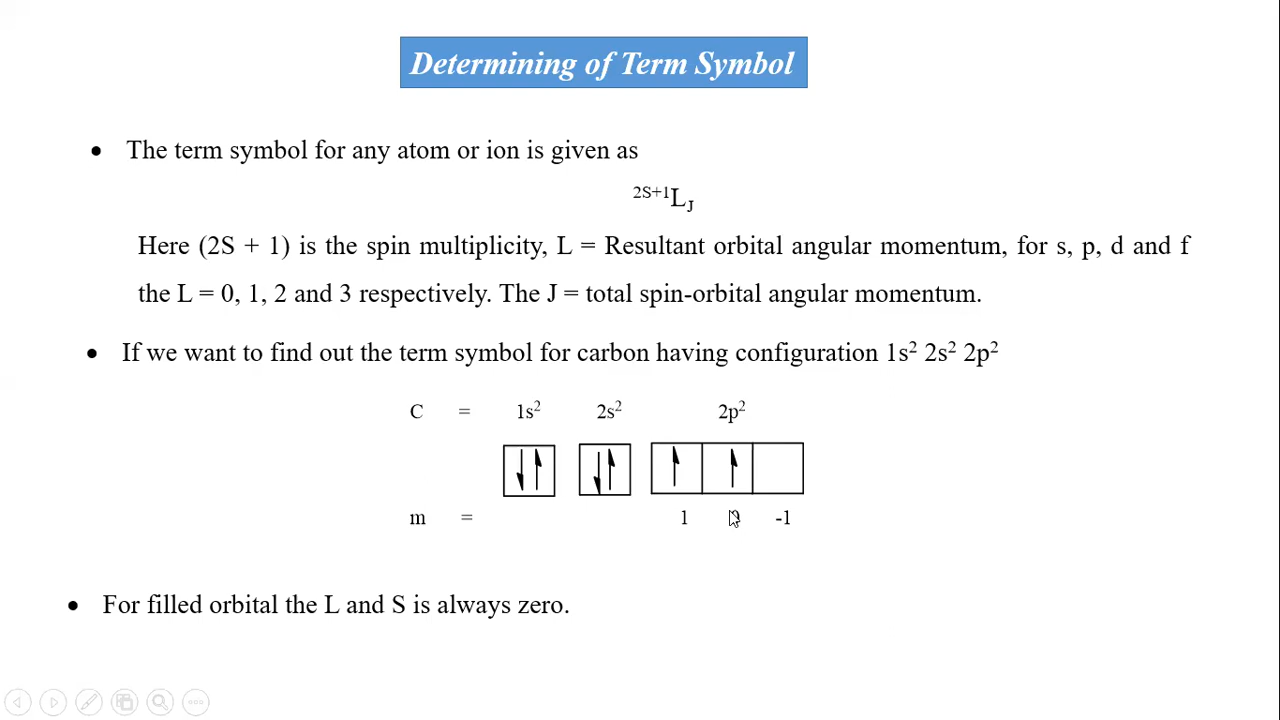 Determining of Term Symbol
• The term symbol for any atom or ion is given as
²ˢ⁺¹L_J
Here (2S + 1) is the spin multiplicity, L = Resultant orbital angular momentum, for s, p, d and f
the L = 0, 1, 2 and 3 respectively. The J = total spin-orbital angular momentum.
• If we want to find out the term symbol for carbon having configuration 1s² 2s² 2p²
C = 1s² 2s² 2p²
m = 1 -1
• For filled orbital the L and S is always zero.